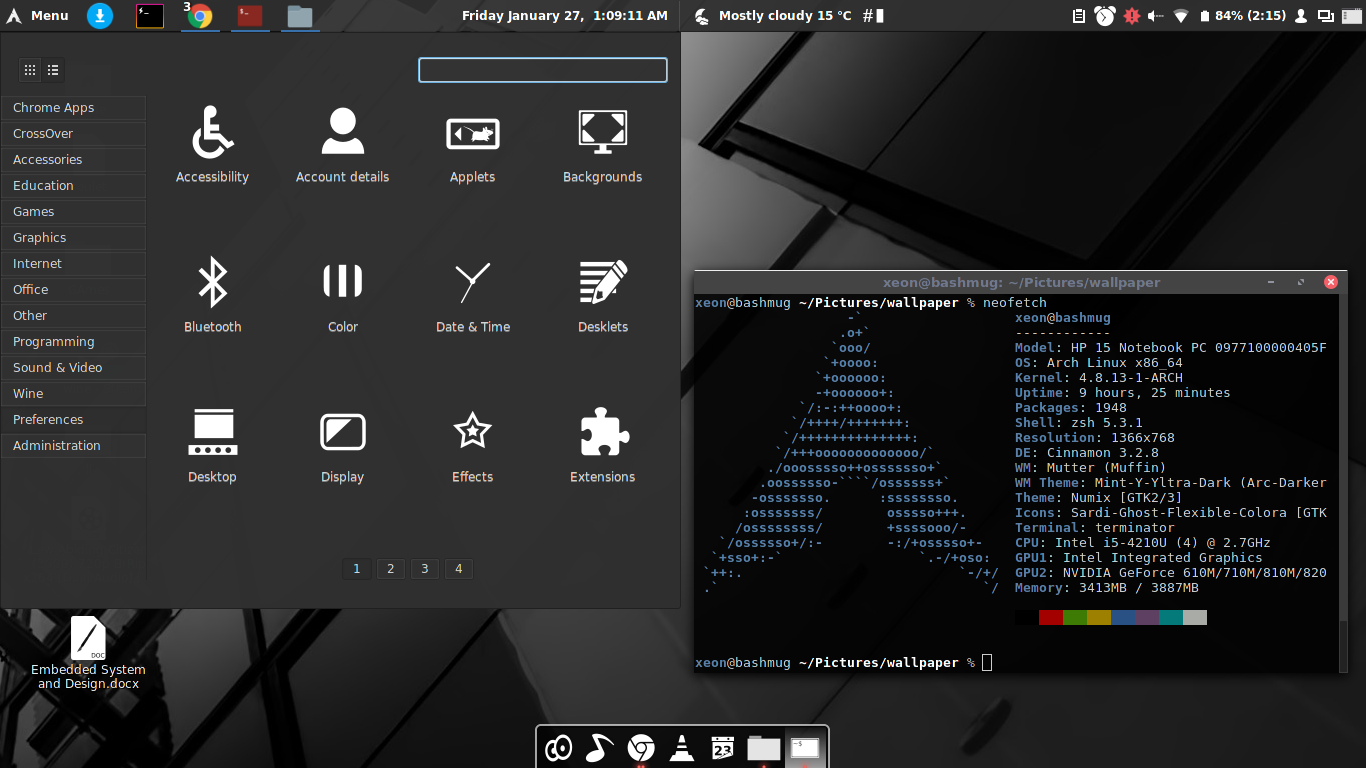 Menu
3
Friday January 27, 1:09:11 AM
Mostly cloudy 15 °C
84% (2:15)
Chrome Apps
CrossOver
Accessories
Education
Games
Graphics
Internet
Office
Other
Programming
Sound & Video
Wine
Preferences
Administration
Accessibility
Account details
Applets
Backgrounds
Bluetooth
Color
Date & Time
Desklets
Desktop
Display
Effects
Extensions
1 2 3 4
DOC
Embedded System
and Design.docx
xeon@bashmug: ~/Pictures/wallpaper
xeon@bashmug ~/Pictures/wallpaper % neofetch
xeon@bashmug
------------
Model: HP 15 Notebook PC 0977100000405F
OS: Arch Linux x86_64
Kernel: 4.8.13-1-ARCH
Uptime: 9 hours, 25 minutes
Packages: 1948
Shell: zsh 5.3.1
Resolution: 1366x768
DE: Cinnamon 3.2.8
WM: Mutter (Muffin)
WM Theme: Mint-Y-Yltra-Dark (Arc-Darker
Theme: Numix [GTK2/3]
Icons: Sardi-Ghost-Flexible-Colora [GTK
Terminal: terminator
CPU: Intel i5-4210U (4) @ 2.7GHz
GPU1: Intel Integrated Graphics
GPU2: NVIDIA GeForce 610M/710M/810M/820
Memory: 3413MB / 3887MB
xeon@bashmug ~/Pictures/wallpaper %
23